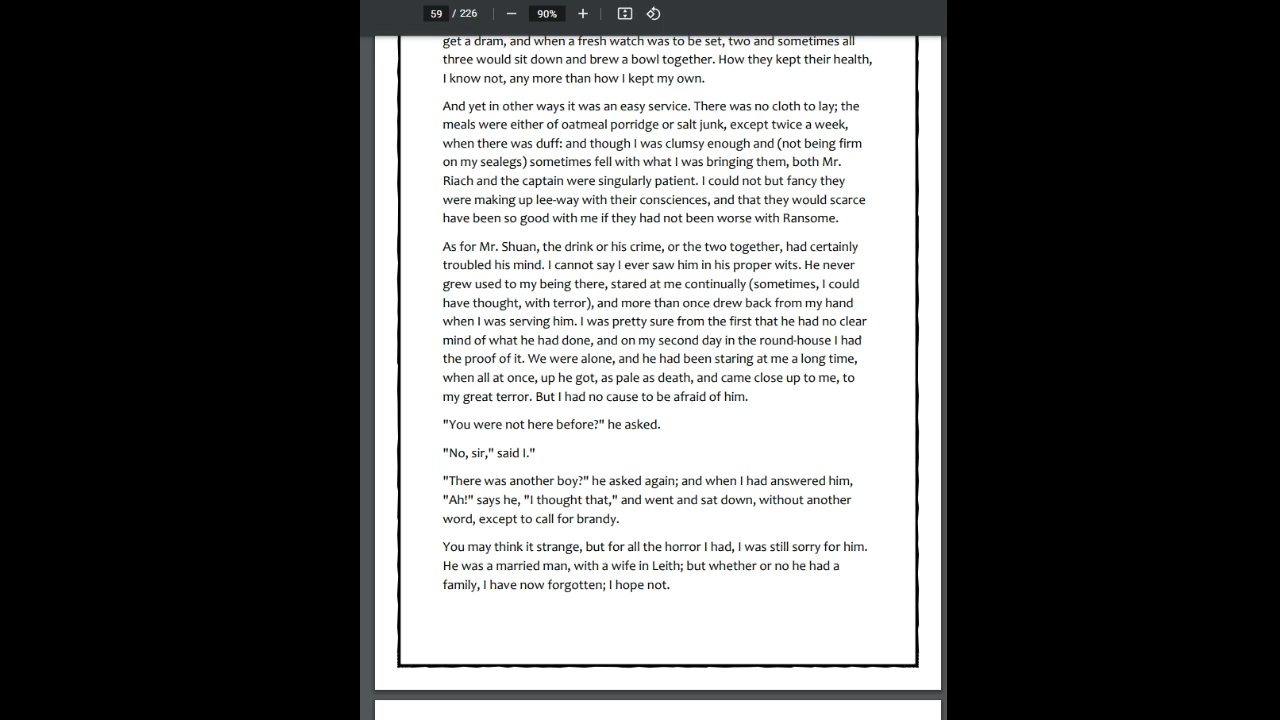 59 / 226
90%
get a dram, and when a fresh watch was to be set, two and sometimes all
three would sit down and brew a bowl together. How they kept their health,
I know not, any more than how I kept my own.
And yet in other ways it was an easy service. There was no cloth to lay; the
meals were either of oatmeal porridge or salt junk, except twice a week,
when there was duff: and though I was clumsy enough and (not being firm
on my sealegs) sometimes fell with what I was bringing them, both Mr.
Riach and the captain were singularly patient. I could not but fancy they
were making up lee-way with their consciences, and that they would scarce
have been so good with me if they had not been worse with Ransome.
As for Mr. Shuan, the drink or his crime, or the two together, had certainly
troubled his mind. I cannot say I ever saw him in his proper wits. He never
grew used to my being there, stared at me continually (sometimes, I could
have thought, with terror), and more than once drew back from my hand
when I was serving him. I was pretty sure from the first that he had no clear
mind of what he had done, and on my second day in the round-house I had
the proof of it. We were alone, and he had been staring at me a long time,
when all at once, up he got, as pale as death, and came close up to me, to
my great terror. But I had no cause to be afraid of him.
"You were not here before?" he asked.
"No, sir," said I."
"There was another boy?" he asked again; and when I had answered him,
"Ah!" says he, "I thought that," and went and sat down, without another
word, except to call for brandy.
You may think it strange, but for all the horror I had, I was still sorry for him.
He was a married man, with a wife in Leith; but whether or no he had a
family, I have now forgotten; I hope not.